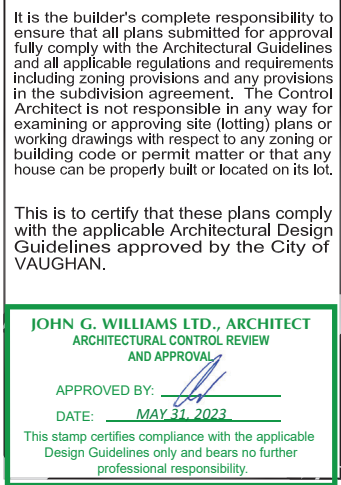 It is the builder's complete responsibility to
ensure that all plans submitted for approval
fully comply with the Architectural Guidelines
and all applicable regulations and requirements
including zoning provisions and any provisions
in the subdivision agreement. The Control
Architect is not responsible in any way for
examining or approving site (lotting) plans or
working drawings with respect to any zoning or
building code or permit matter or that any
house can be properly built or located on its lot.
This is to certify that these plans comply
with the applicable Architectural Design
Guidelines approved by the City of
VAUGHAN.
JOHN G. WILLIAMS LTD., ARCHITECT
ARCHITECTURAL CONTROL REVIEW
AND APPROVAL
APPROVED BY:
DATE: MAY 31, 2023
This stamp certifies compliance with the applicable
Design Guidelines only and bears no further
professional responsibility.